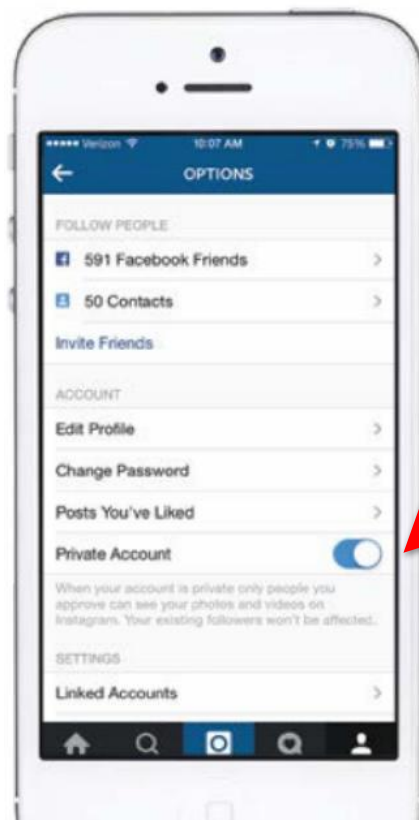 Verizon 10:07 AM 75%
OPTIONS
FOLLOW PEOPLE
591 Facebook Friends
50 Contacts
Invite Friends
ACCOUNT
Edit Profile
Change Password
Posts You've Liked
Private Account
When your account is private only people you
approve can see your photos and videos on
Instagram. Your existing followers won't be affected.
SETTINGS
Linked Accounts